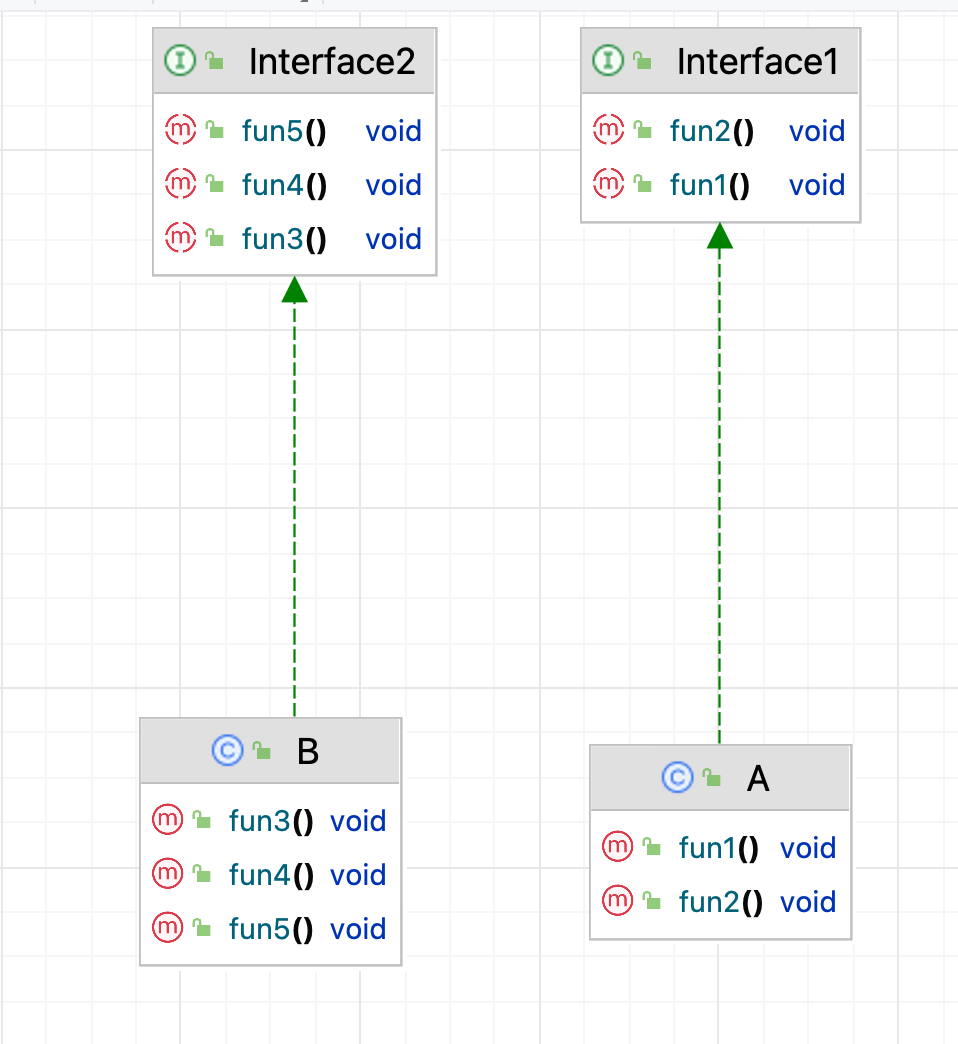 Interface2
fun5() void
fun4() void
fun3() void
Interface1
fun2() void
fun1() void
B
fun3() void
fun4() void
fun5() void
A
fun1() void
fun2() void